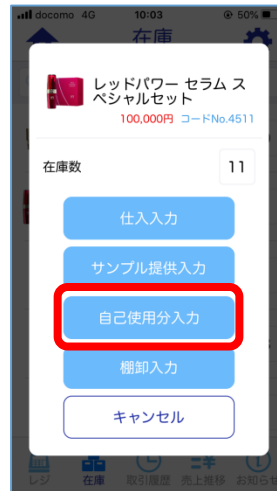 docomo 4G 10:03 50%
在庫
レッドパワー セラム ス
ペシャルセット
100,000円 コードNo.4511
在庫数 11
仕入入力
サンプル提供入力
自己使用分入力
棚卸入力
キャンセル
レジ 在庫 取引履歴 売上推移 お知らせ